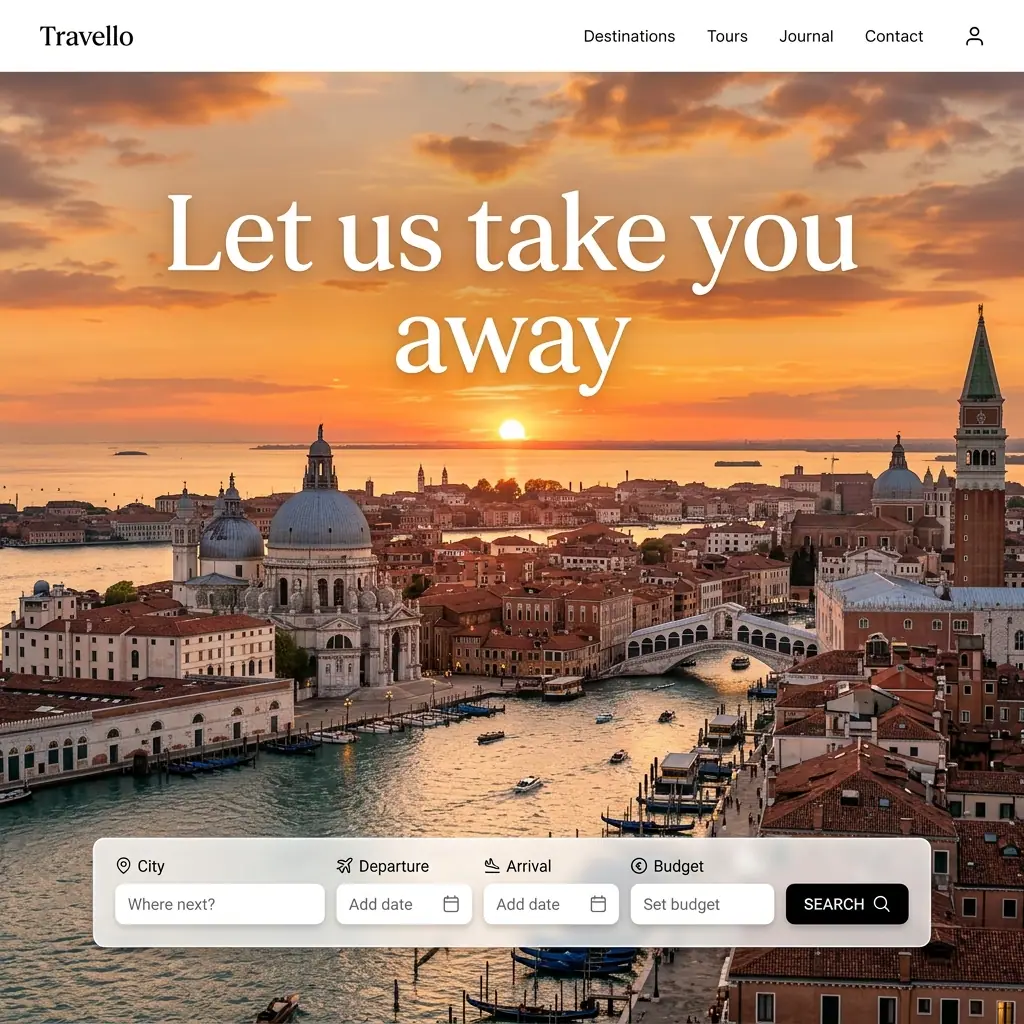 Travello
Destinations Tours Journal Contact
Let us take you
away
City Departure Arrival Budget
Where next? Add date Add date Set budget SEARCH